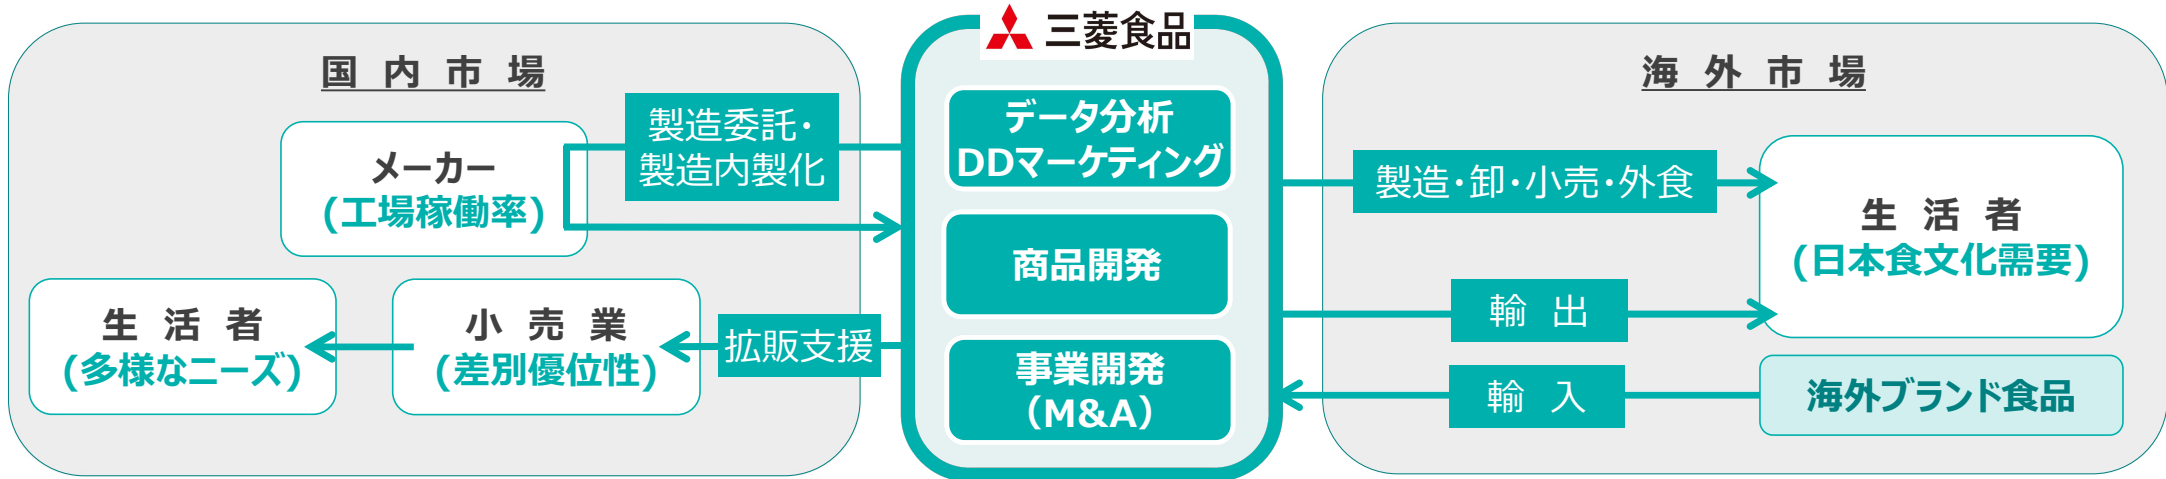 国内市場
メーカー
(工場稼働率)
製造委託・
製造内製化
生活者
(多様なニーズ)
小売業
(差別優位性)
拡販支援
三菱食品
データ分析
DDマーケティング
商品開発
事業開発
（M&A）
海外市場
製造・卸・小売・外食
生活者
(日本食文化需要)
輸出
輸入
海外ブランド食品